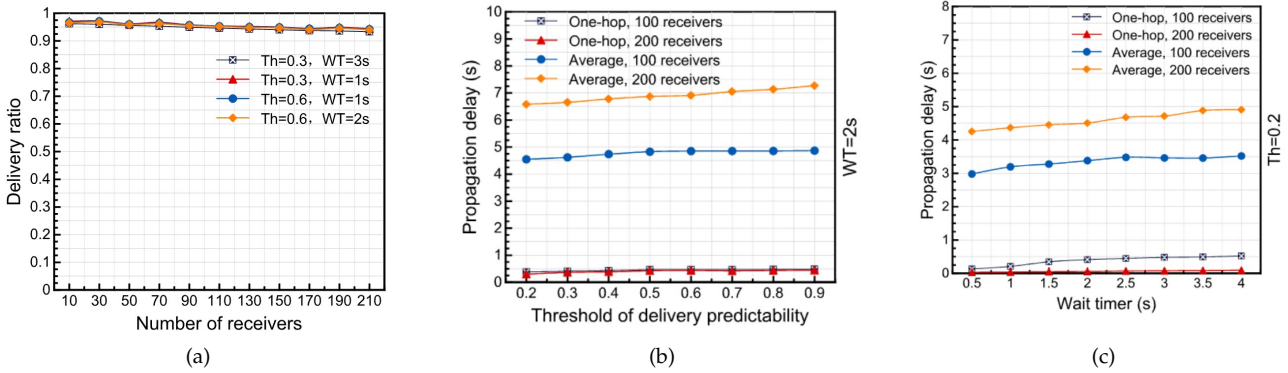 1
0.9
0.8
0.7
0.6
0.5
0.4
0.3
0.2
0.1
0
Delivery ratio
Th=0.3， WT=3s
Th=0.3， WT=1s
Th=0.6， WT=1s
Th=0.6， WT=2s
10 30 50 70 90 110 130 150 170 190 210
Number of receivers
(a)
10
9
8
7
6
5
4
3
2
1
0
Propagation delay (s)
One-hop, 100 receivers
One-hop, 200 receivers
Average, 100 receivers
Average, 200 receivers
0.2 0.3 0.4 0.5 0.6 0.7 0.8 0.9
Threshold of delivery predictability
WT=2s
(b)
8
7
6
5
4
3
2
1
0
Propagation delay (s)
One-hop, 100 receivers
One-hop, 200 receivers
Average, 100 receivers
Average, 200 receivers
0.5 1 1.5 2 2.5 3 3.5 4
Wait timer (s)
Th=0.2
(c)